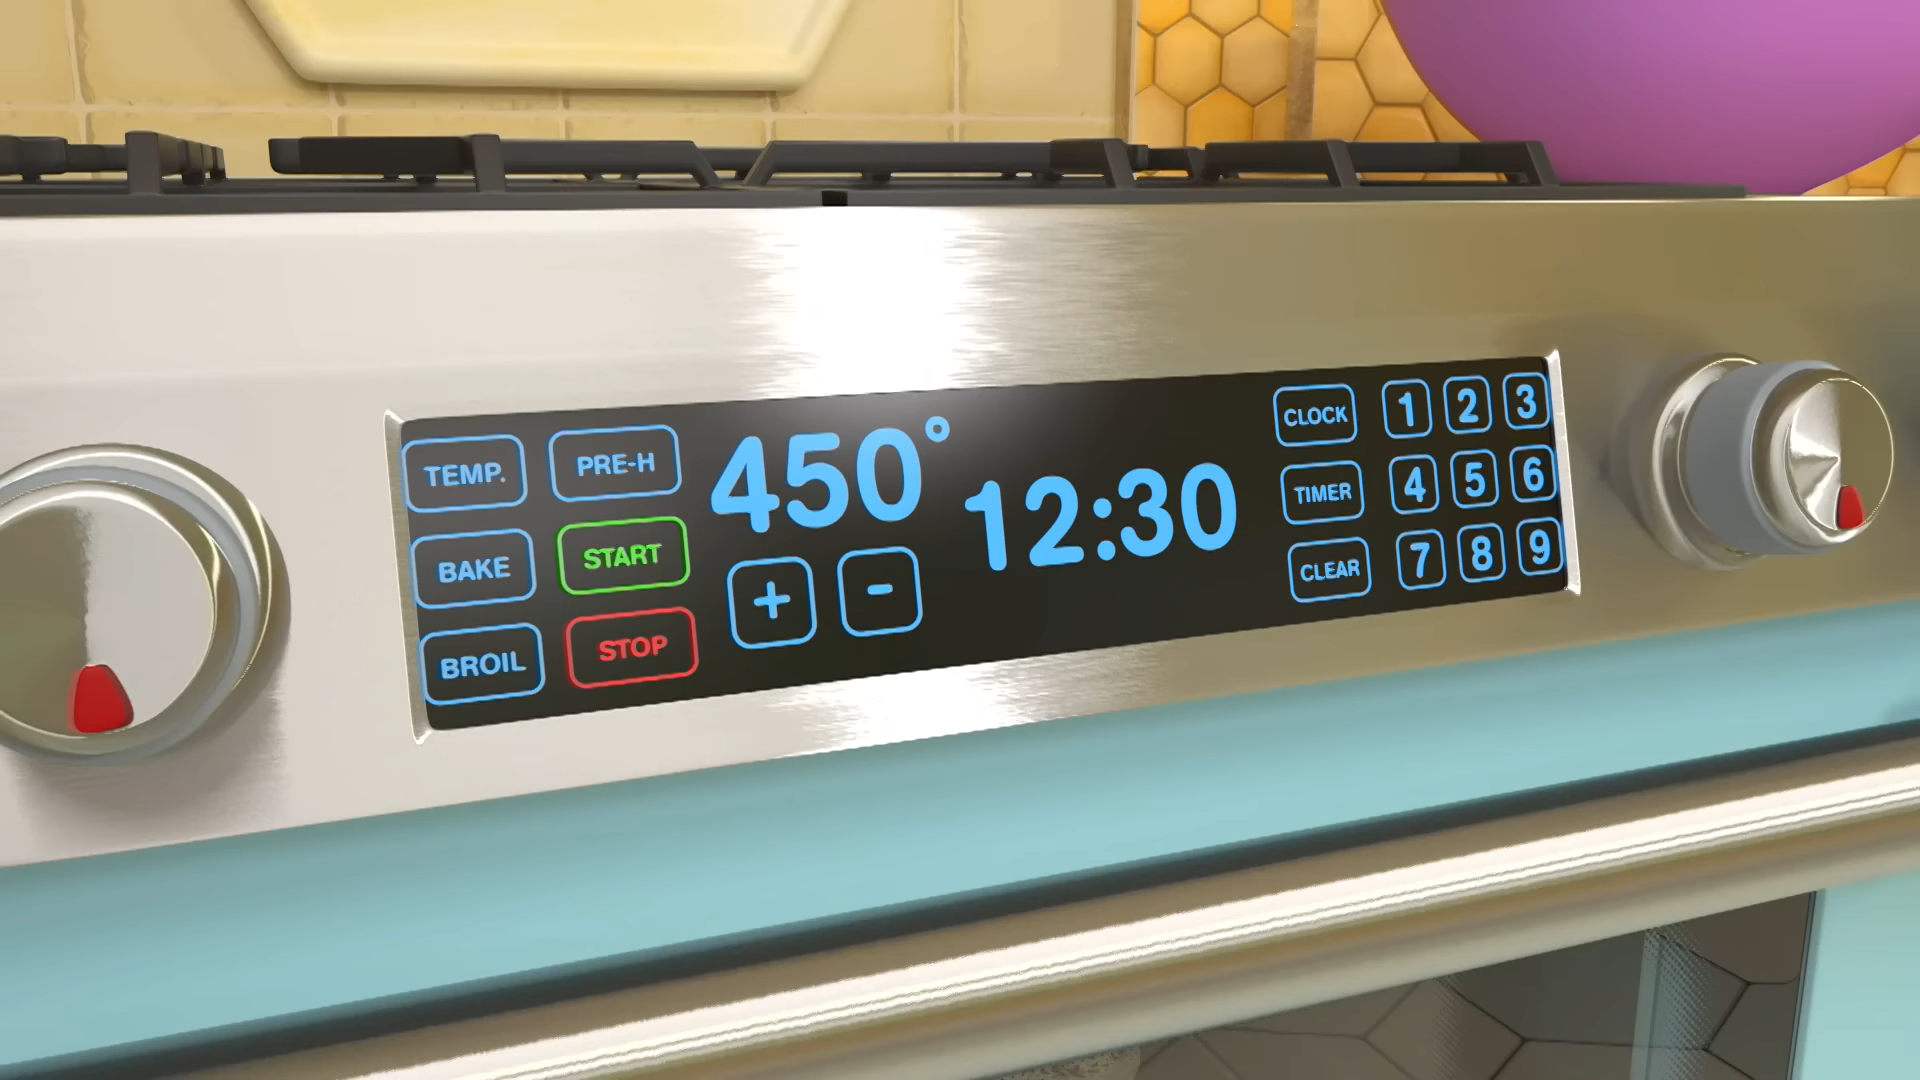 TEMP.
PRE-H
BAKE
START
BROIL
STOP
450°
+
-
12:30
CLOCK
1 2 3
TIMER
4 5 6
CLEAR
7 8 9